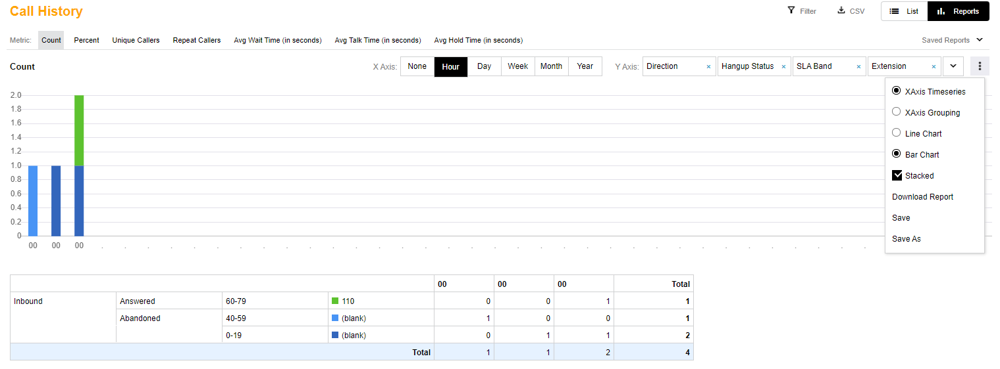 Call History
Filter
CSV
List
Reports
Metric: Count Percent Unique Callers Repeat Callers Avg Wait Time (in seconds) Avg Talk Time (in seconds) Avg Hold Time (in seconds)
Saved Reports
Count
X Axis: None Hour Day Week Month Year
Y Axis: Direction × Hangup Status × SLA Band × Extension ×
XAxis Timeseries
XAxis Grouping
Line Chart
Bar Chart
Stacked
Download Report
Save
Save As
2.0
1.8
1.6
1.4
1.2
1.0
0.8
0.6
0.4
0.2
0
00 00 00
00 00 00 Total
Inbound Answered 60-79 110 0 0 1 1
Abandoned 40-59 (blank) 1 0 0 1
0-19 (blank) 0 1 1 2
Total 1 1 2 4